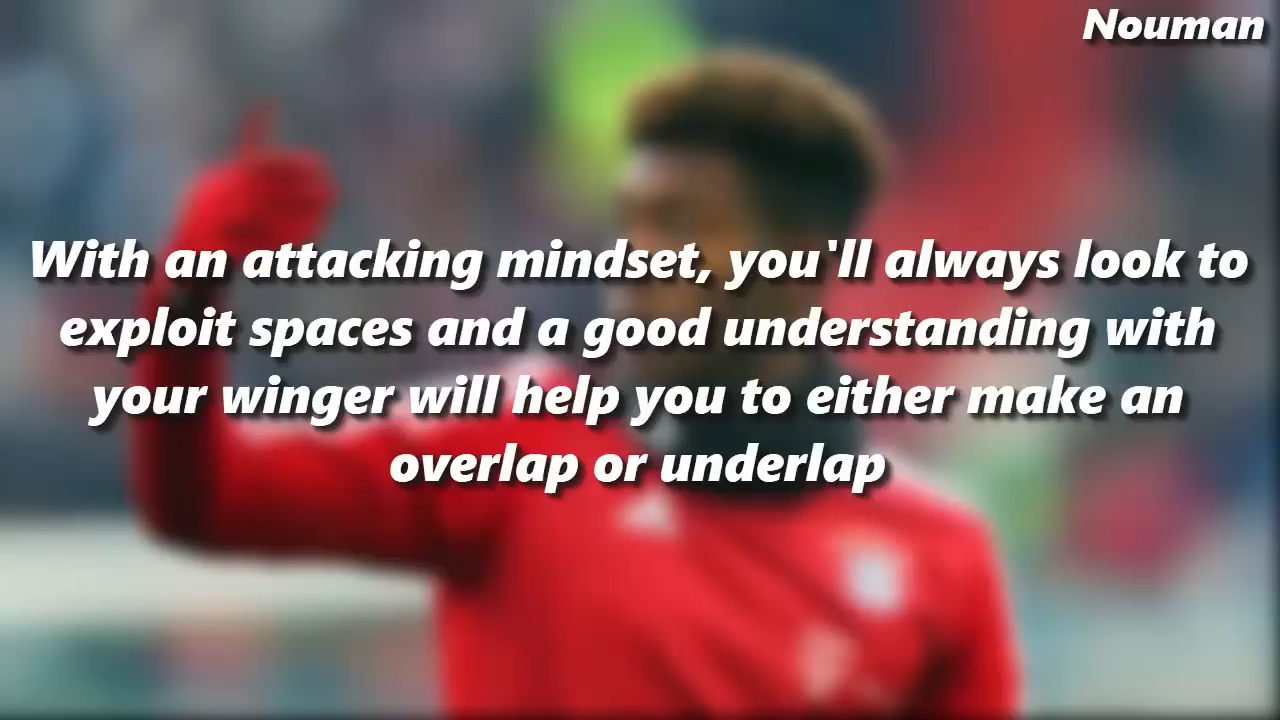 Nouman
With an attacking mindset, you'll always look to
exploit spaces and a good understanding with
your winger will help you to either make an
overlap or underlap